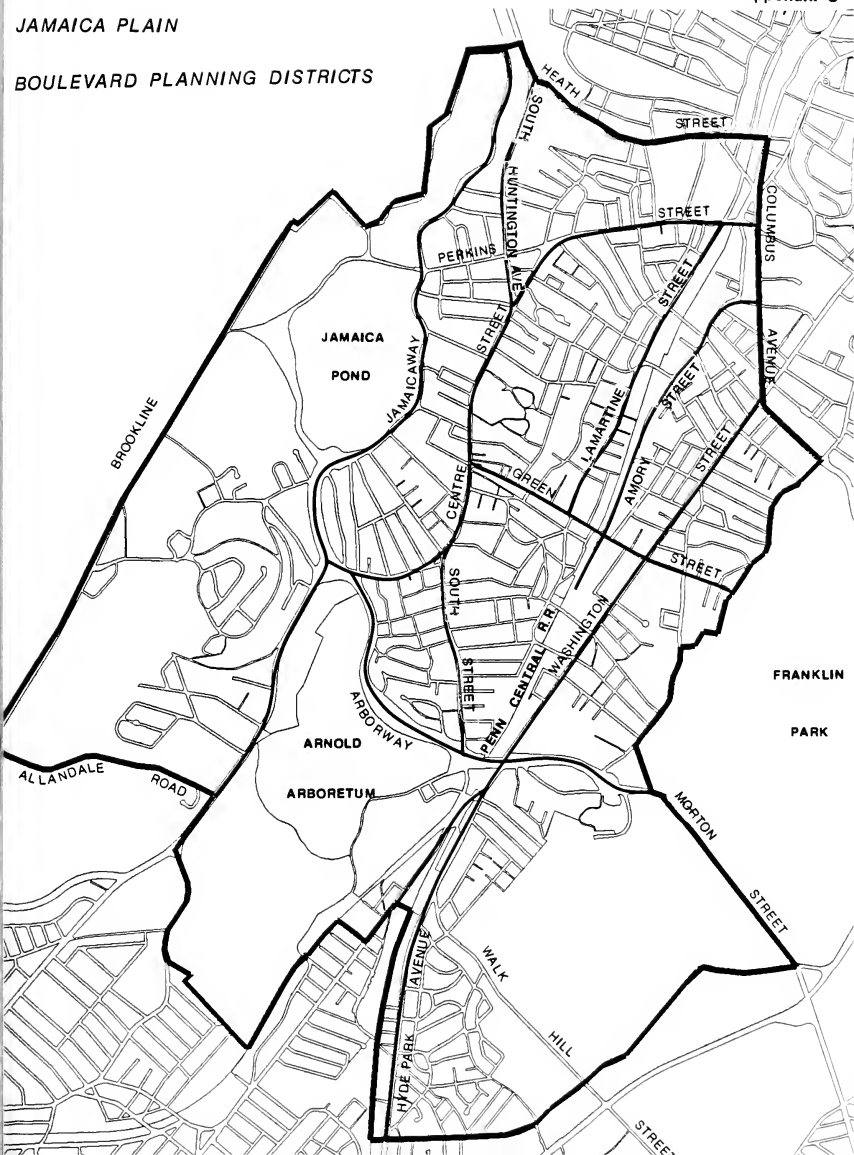 JAMAICA PLAIN
BOULEVARD PLANNING DISTRICTS
HEATH
STREET
SOUTH
HUNTINGTON AVE.
COLUMBUS
AVENUE
STREET
PERKINS
STREET
STREET
JAMAICA
POND
JAMAICAWAY
BROOKLINE
LAMARTINE
STREET
AMORY
STREET
CENTRE
GREEN
STREET
SOUTH
STREET
PENN CENTRAL R.R.
WASHINGTON
FRANKLIN
PARK
ARBORWAY
ARNOLD
ARBORETUM
ALLANDALE
ROAD
MORTON
STREET
WALK
HILL
STREET
HYDE PARK
AVENUE